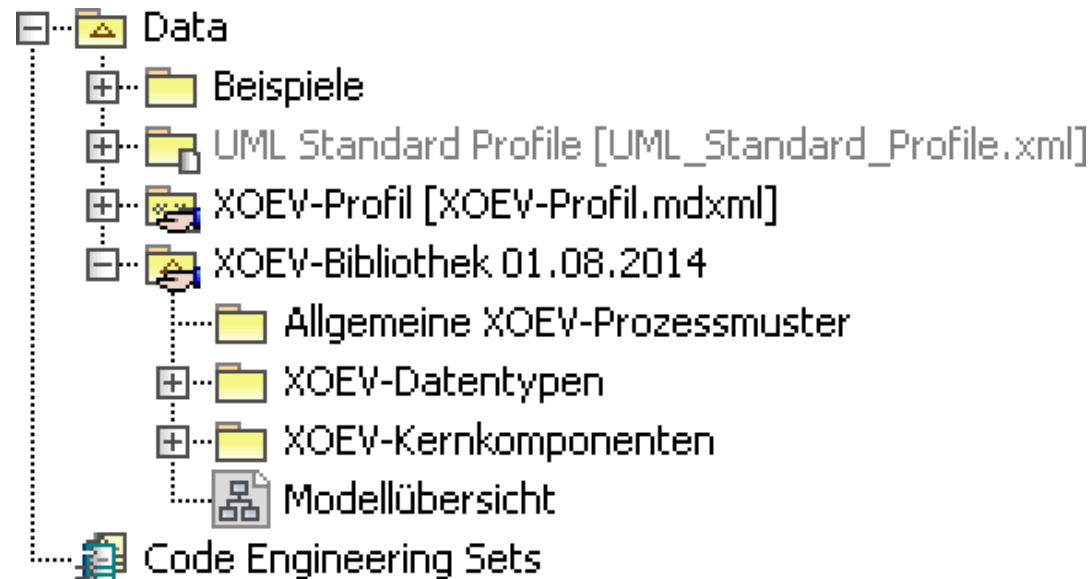 Data
Beispiele
UML Standard Profile [UML_Standard_Profile.xml]
XOEV-Profil [XOEV-Profil.mdxml]
XOEV-Bibliothek 01.08.2014
Allgemeine XOEV-Prozessmuster
XOEV-Datentypen
XOEV-Kernkomponenten
Modellübersicht
Code Engineering Sets